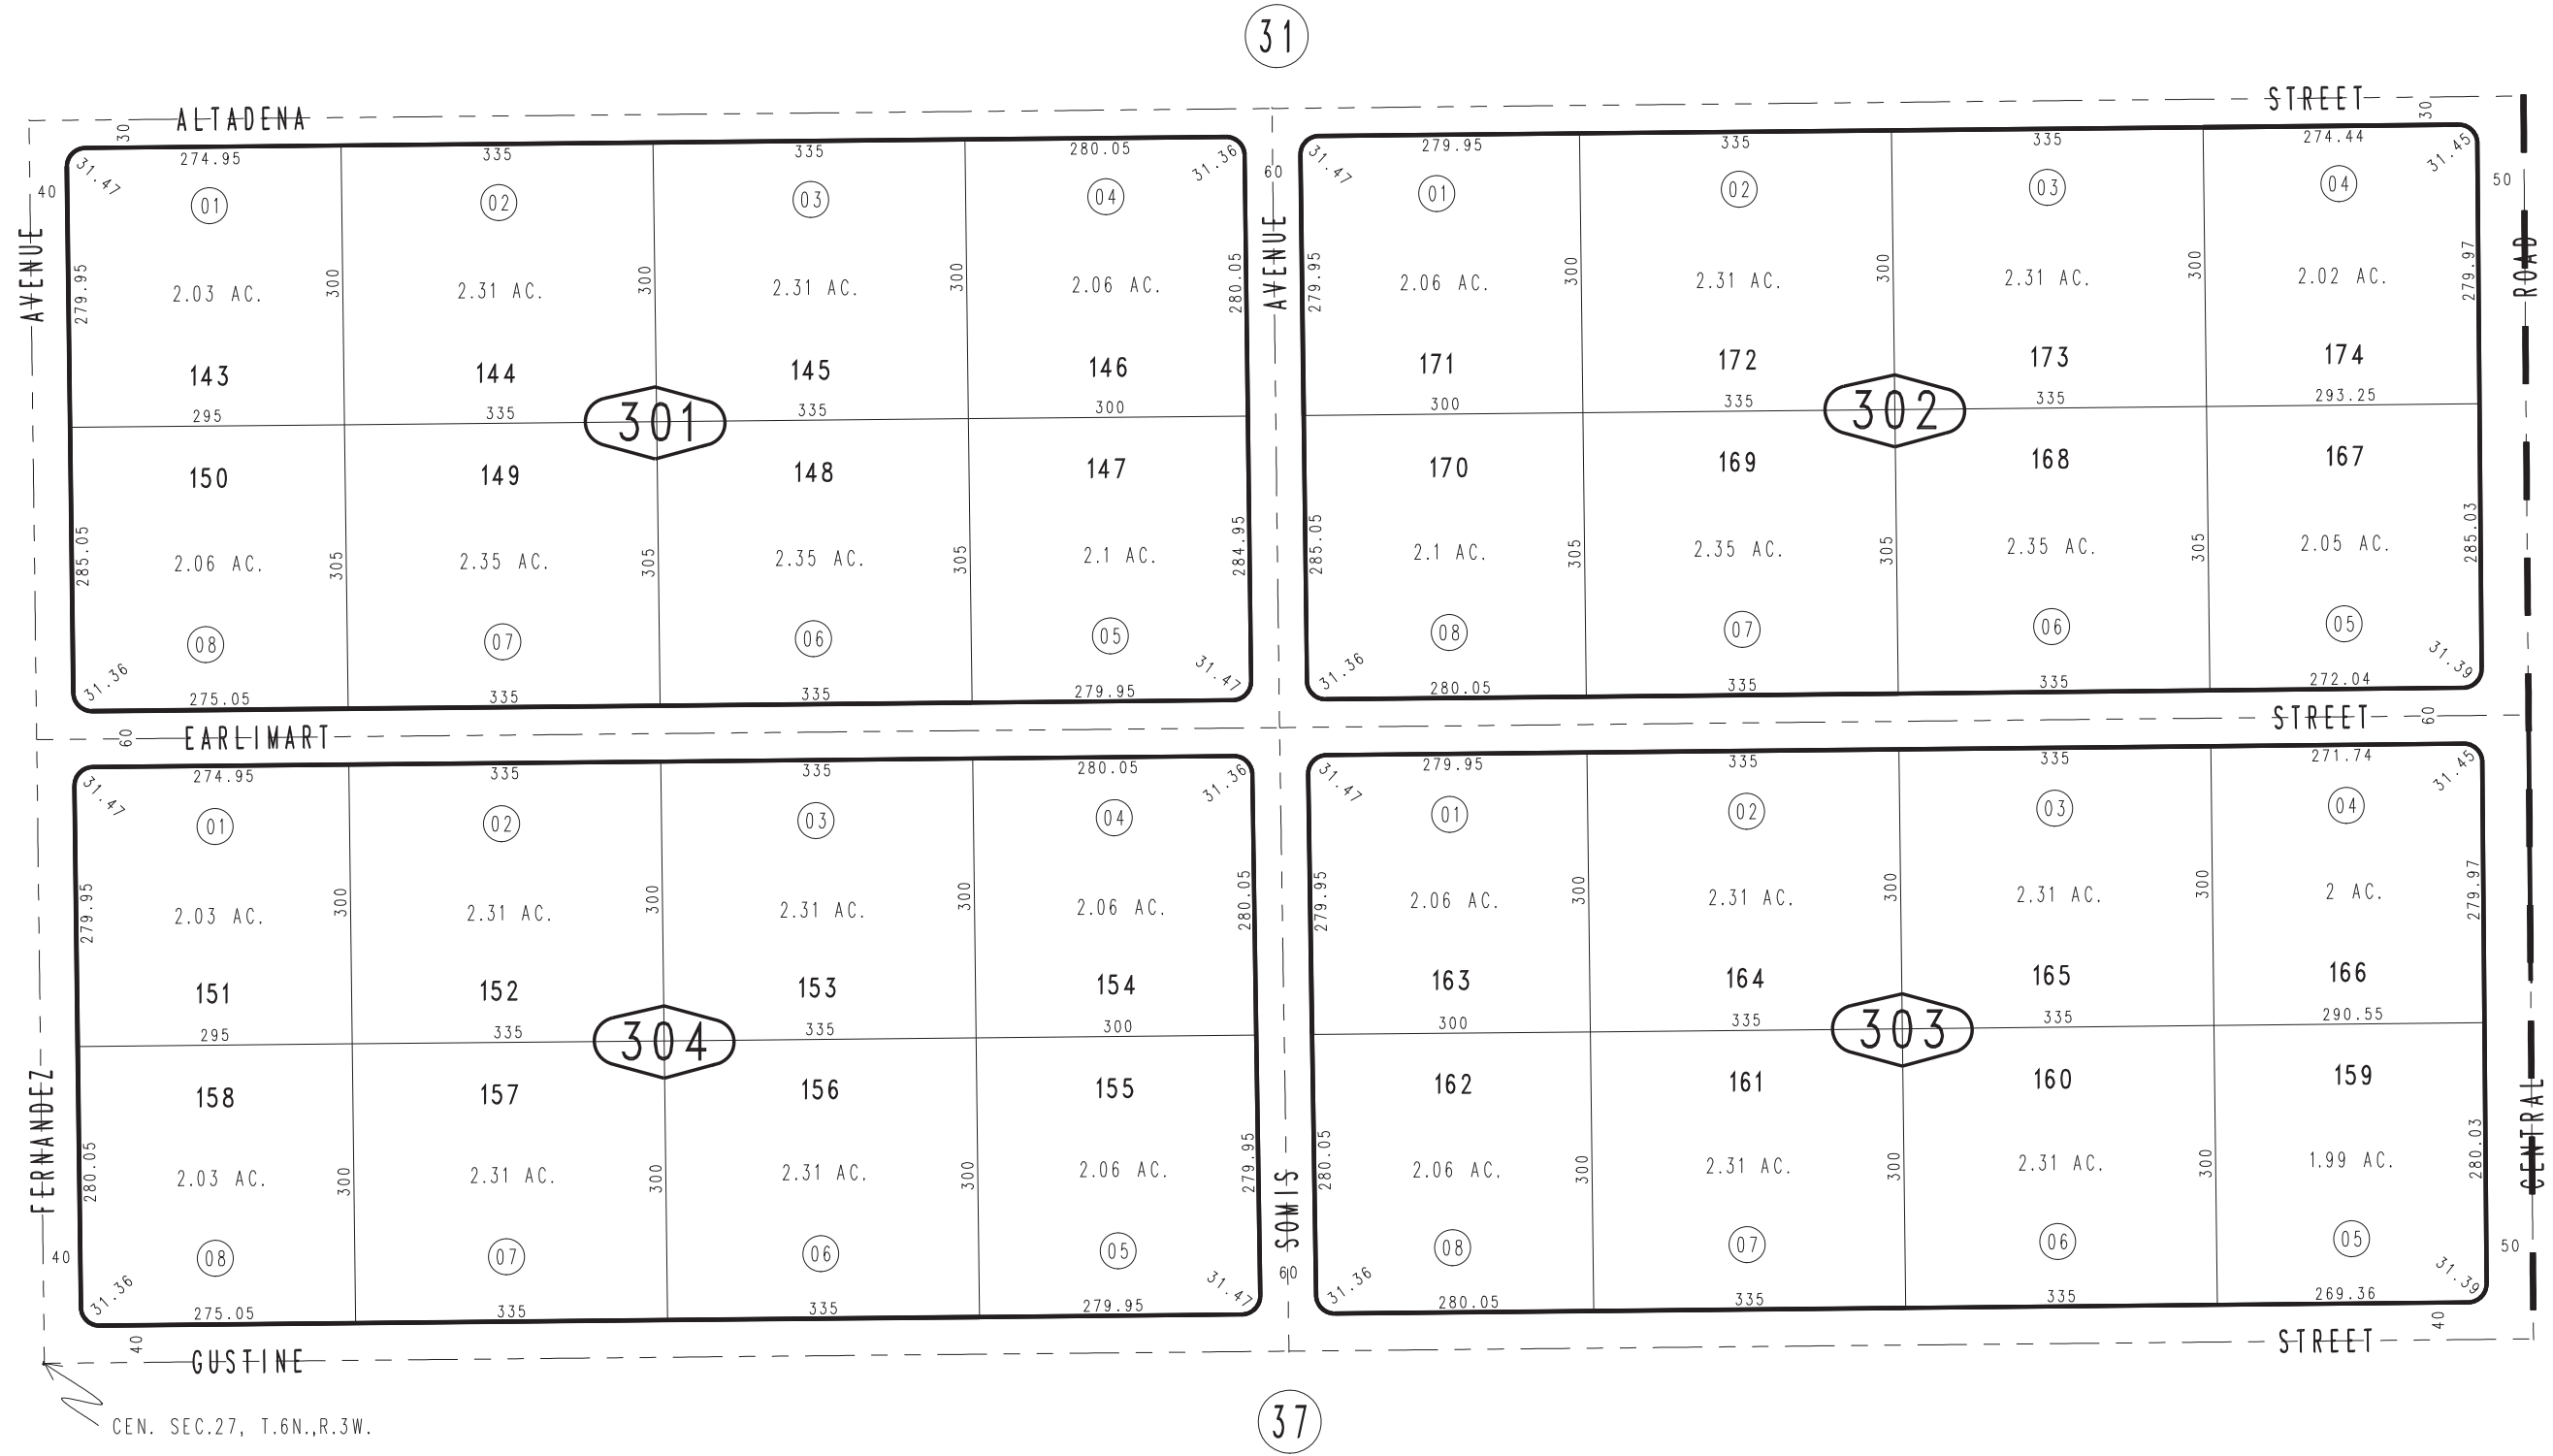 31
ALTADENA STREET
30 30
274.95 335 335 280.05 279.95 335 335 274.44
31.47 31.36 31.47 31.45
40 60 50
01 02 03 04 01 02 03 04
AVENUE AVENUE ROAD
279.95 300 300 300 280.05 279.95 300 300 300 279.97
2.03 AC. 2.31 AC. 2.31 AC. 2.06 AC. 2.06 AC. 2.31 AC. 2.31 AC. 2.02 AC.
143 144 145 146 171 172 173 174
295 335 335 300 300 335 335 293.25
301 302
150 149 148 147 170 169 168 167
285.05 305 305 305 284.95 285.05 305 305 305 285.03
2.06 AC. 2.35 AC. 2.35 AC. 2.1 AC. 2.1 AC. 2.35 AC. 2.35 AC. 2.05 AC.
08 07 06 05 08 07 06 05
31.36 31.47 31.36 31.39
275.05 335 335 279.95 280.05 335 335 272.04
60 EARLIMART STREET 60
274.95 335 335 280.05 279.95 335 335 271.74
31.47 31.36 31.47 31.45
01 02 03 04 01 02 03 04
279.95 300 300 300 280.05 279.95 300 300 300 279.97
2.03 AC. 2.31 AC. 2.31 AC. 2.06 AC. 2.06 AC. 2.31 AC. 2.31 AC. 2 AC.
151 152 153 154 163 164 165 166
295 335 335 300 300 335 335 290.55
304 303
158 157 156 155 162 161 160 159
FERNANDEZ SOMIS CENTRAL
280.05 300 300 300 279.95 280.05 300 300 300 280.03
2.03 AC. 2.31 AC. 2.31 AC. 2.06 AC. 2.06 AC. 2.31 AC. 2.31 AC. 1.99 AC.
08 07 06 05 08 07 06 05
40 60 50
31.36 31.47 31.36 31.39
275.05 335 335 279.95 280.05 335 335 269.36
40 40
GUSTINE STREET
CEN. SEC.27, T.6N.,R.3W.
37